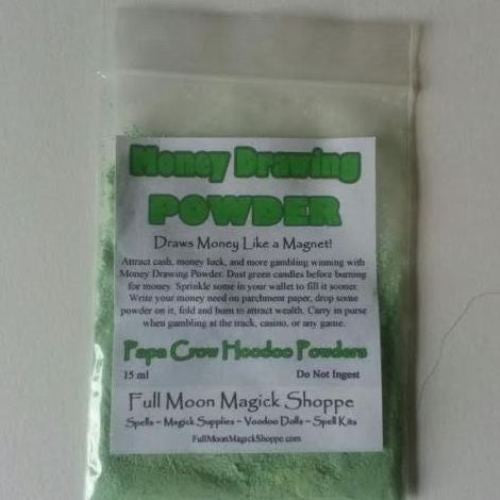 Money Drawing
POWDER
Draws Money Like a Magnet!
Attract cash, money luck, and more gambling winning with
Money Drawing Powder. Dust green candles before burning
for money. Sprinkle some in your wallet to fill it sooner.
Write your money need on parchment paper, drop some
powder on it, fold and burn to attract wealth. Carry in purse
when gambling at the track, casino, or any game.
Papa Crow Hoodoo Powders
15 ml Do Not Ingest
Full Moon Magick Shoppe
Spells ~ Magick Supplies ~ Voodoo Dolls ~ Spell Kits
FullMoonMagickShoppe.com